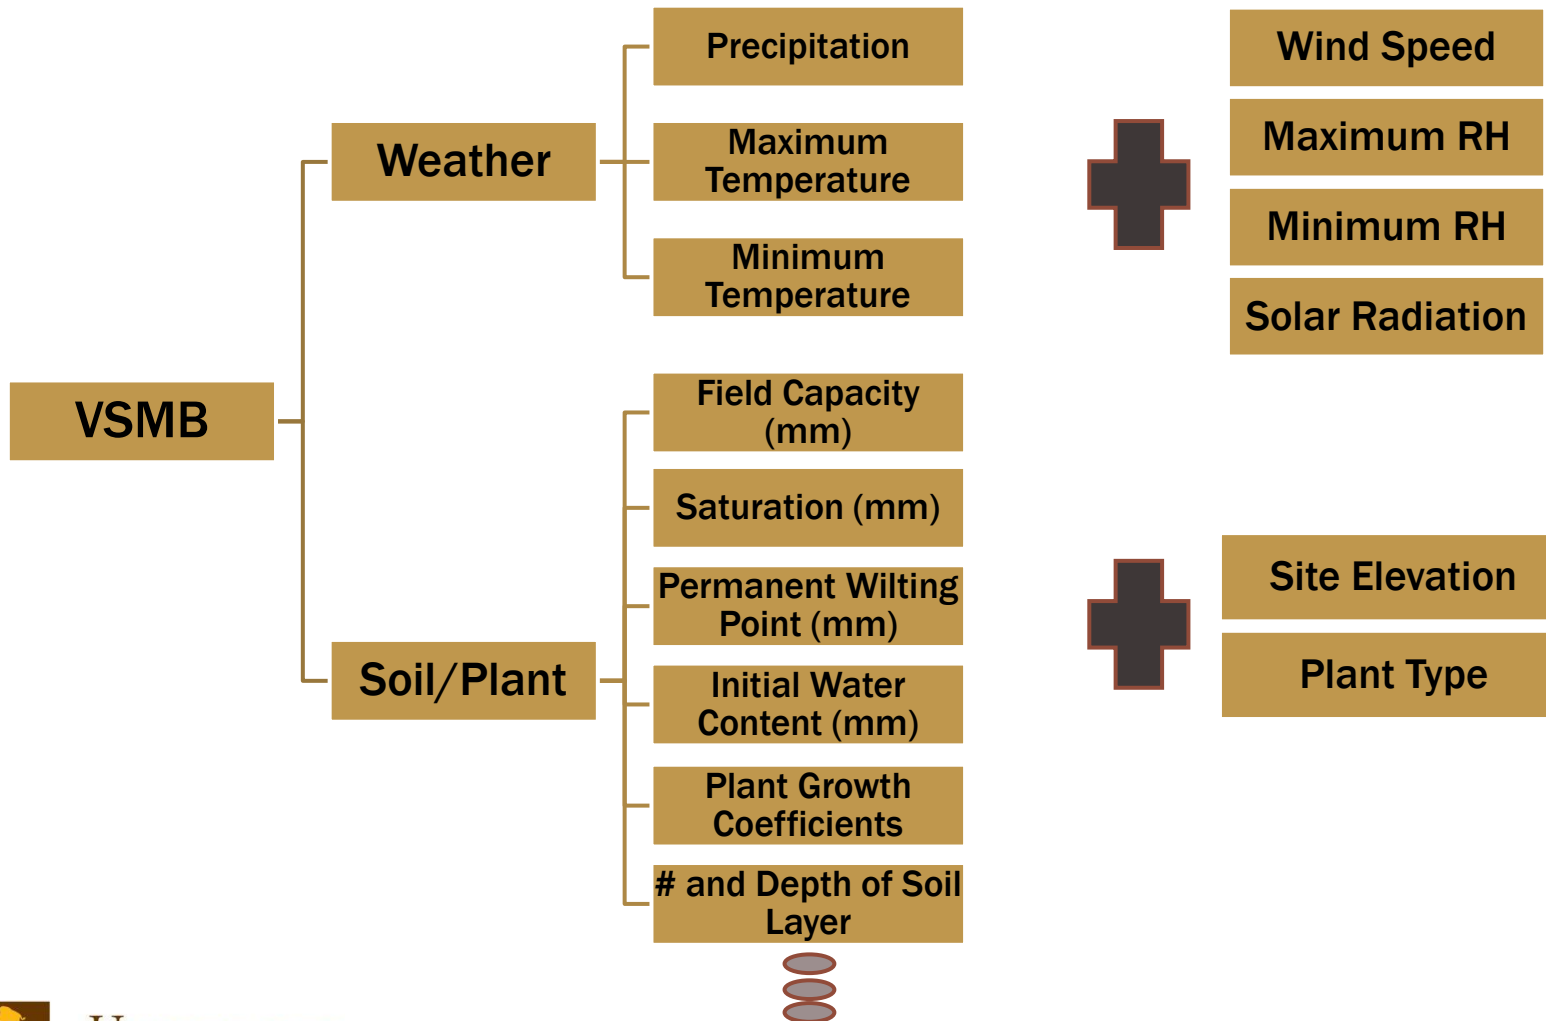 VSMB
Weather
Precipitation
Maximum
Temperature
Minimum
Temperature
Wind Speed
Maximum RH
Minimum RH
Solar Radiation
Soil/Plant
Field Capacity
(mm)
Saturation (mm)
Permanent Wilting
Point (mm)
Initial Water
Content (mm)
Plant Growth
Coefficients
# and Depth of Soil
Layer
Site Elevation
Plant Type